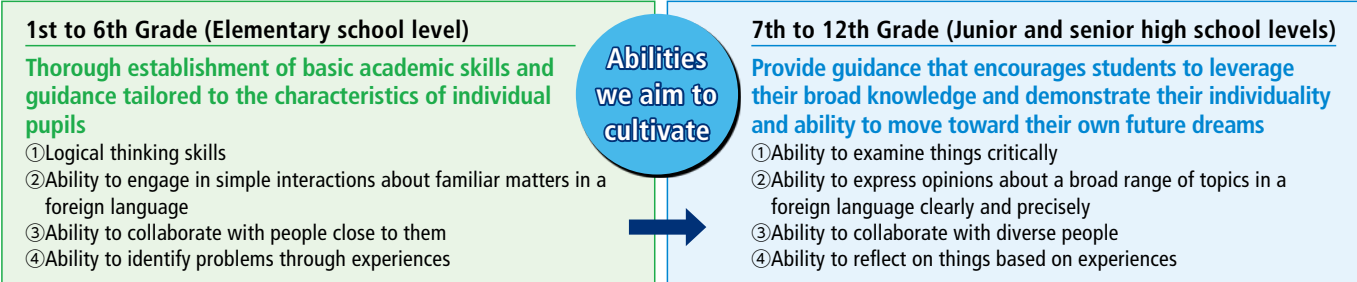 1st to 6th Grade (Elementary school level)
Thorough establishment of basic academic skills and
guidance tailored to the characteristics of individual
pupils
①Logical thinking skills
②Ability to engage in simple interactions about familiar matters in a
foreign language
③Ability to collaborate with people close to them
④Ability to identify problems through experiences
Abilities
we aim to
cultivate
7th to 12th Grade (Junior and senior high school levels)
Provide guidance that encourages students to leverage
their broad knowledge and demonstrate their individuality
and ability to move toward their own future dreams
①Ability to examine things critically
②Ability to express opinions about a broad range of topics in a
foreign language clearly and precisely
③Ability to collaborate with diverse people
④Ability to reflect on things based on experiences